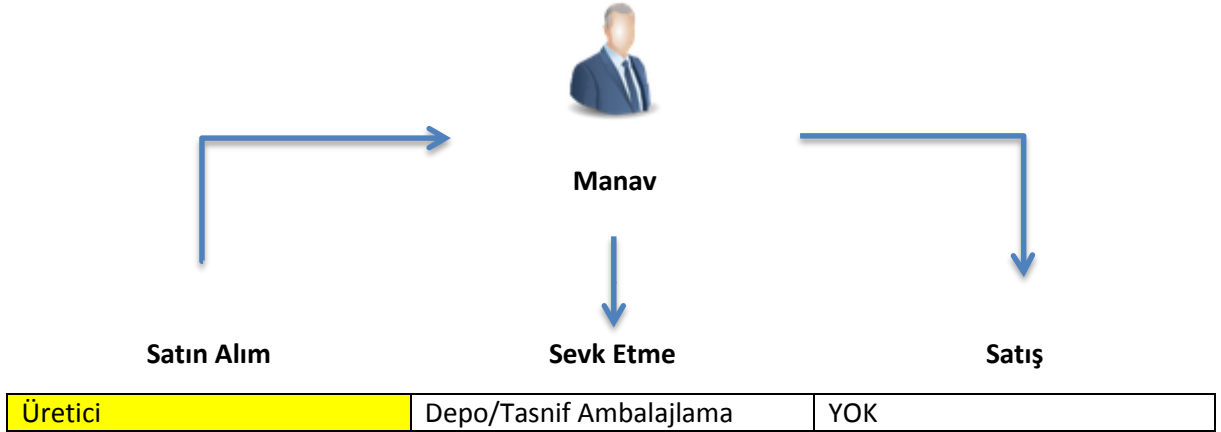 Manav
Satın Alım Sevk Etme Satış
Üretici Depo/Tasnif Ambalajlama YOK